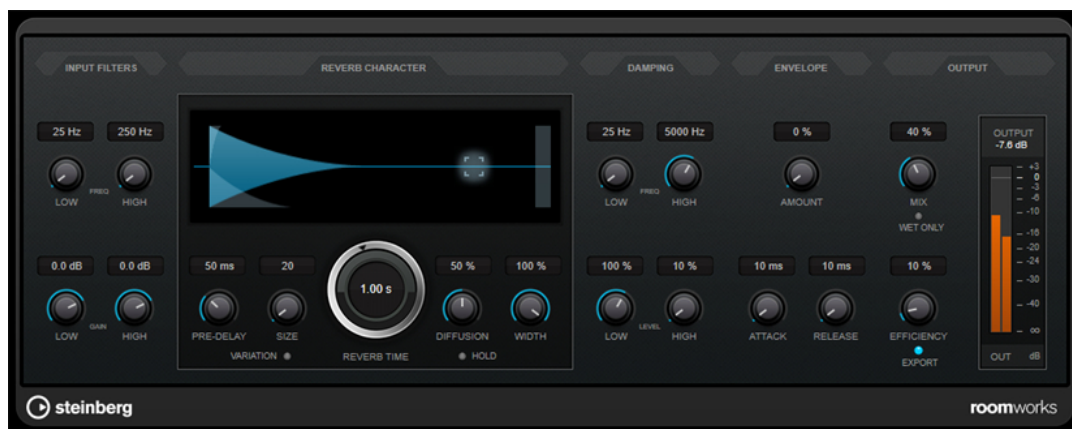 INPUT FILTERS
REVERB CHARACTER
DAMPING
ENVELOPE
OUTPUT
25 Hz
250 Hz
25 Hz
5000 Hz
0 %
40 %
OUTPUT
-7.6 dB
LOW
FREQ
HIGH
LOW
FREQ
HIGH
AMOUNT
MIX
WET ONLY
+3
0
-3
-6
-10
-16
-20
-24
-30
-40
∞
0.0 dB
0.0 dB
50 ms
20
1.00 s
50 %
100 %
100 %
10 %
10 ms
10 ms
10 %
LOW
GAIN
HIGH
PRE-DELAY
SIZE
DIFFUSION
WIDTH
LOW
LEVEL
HIGH
ATTACK
RELEASE
EFFICIENCY
VARIATION
REVERB TIME
HOLD
EXPORT
OUT
dB
steinberg
roomworks